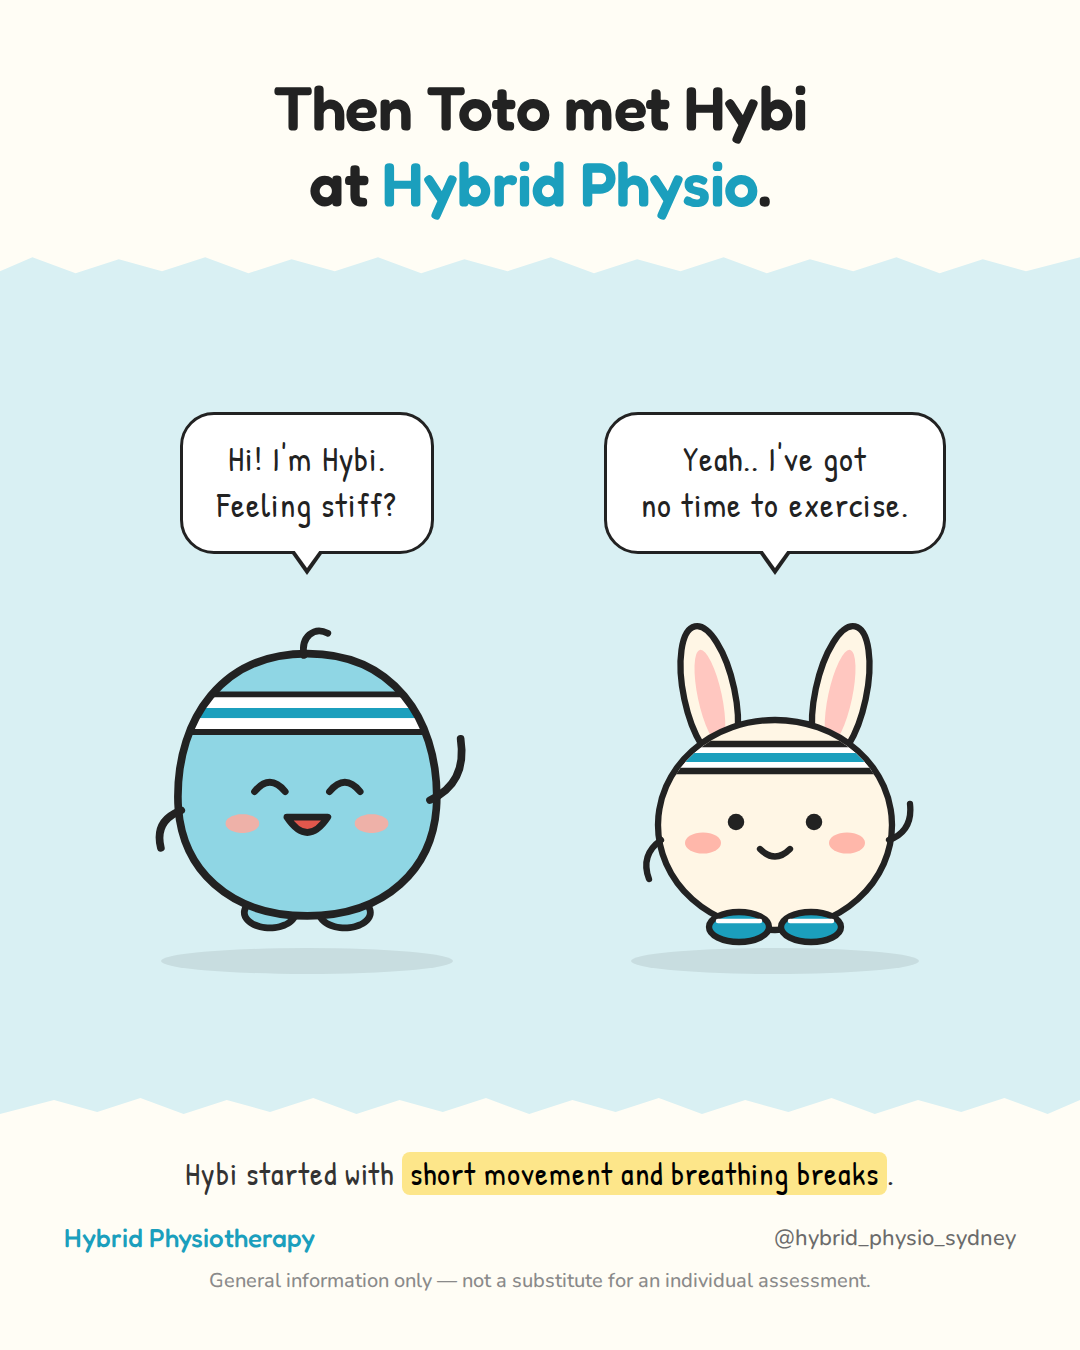 Then Toto met Hybi
at Hybrid Physio.
Hi! I'm Hybi.
Feeling stiff?
Yeah.. I've got
no time to exercise.
Hybi started with short movement and breathing breaks.
Hybrid Physiotherapy
@hybrid_physio_sydney
General information only — not a substitute for an individual assessment.